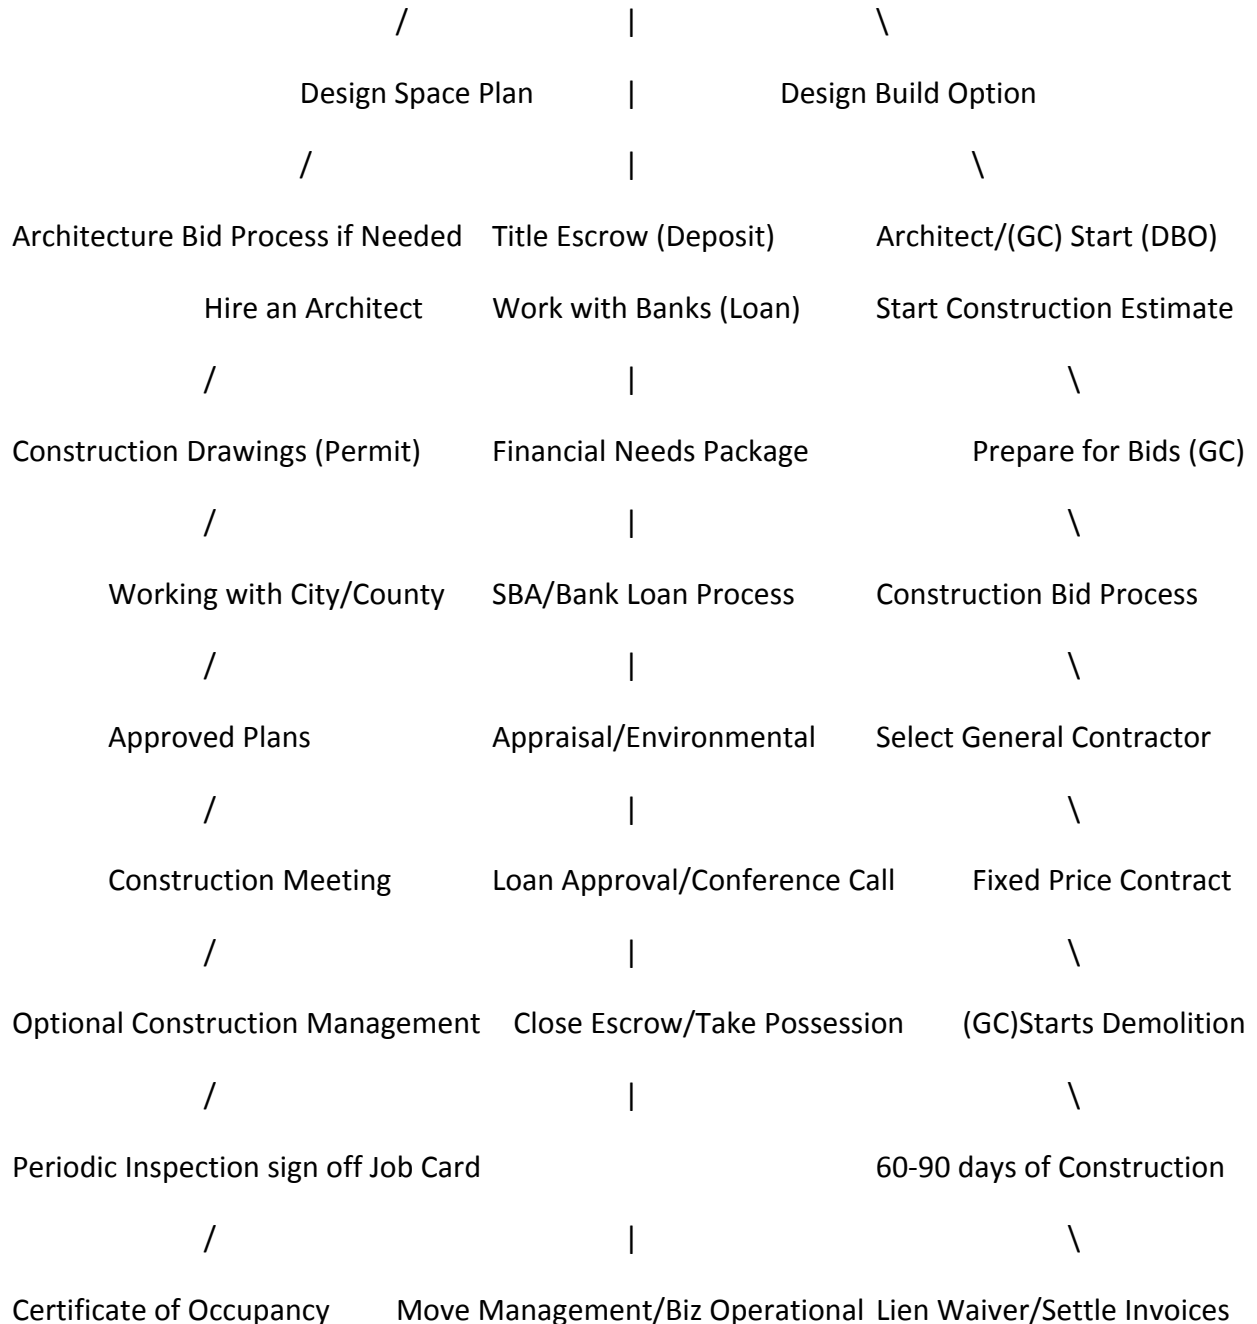 / | \
Design Space Plan | Design Build Option
/ | \
Architecture Bid Process if Needed Title Escrow (Deposit) Architect/(GC) Start (DBO)
Hire an Architect Work with Banks (Loan) Start Construction Estimate
/ | \
Construction Drawings (Permit) Financial Needs Package Prepare for Bids (GC)
/ | \
Working with City/County SBA/Bank Loan Process Construction Bid Process
/ | \
Approved Plans Appraisal/Environmental Select General Contractor
/ | \
Construction Meeting Loan Approval/Conference Call Fixed Price Contract
/ | \
Optional Construction Management Close Escrow/Take Possession (GC)Starts Demolition
/ | \
Periodic Inspection sign off Job Card 60-90 days of Construction
/ | \
Certificate of Occupancy Move Management/Biz Operational Lien Waiver/Settle Invoices